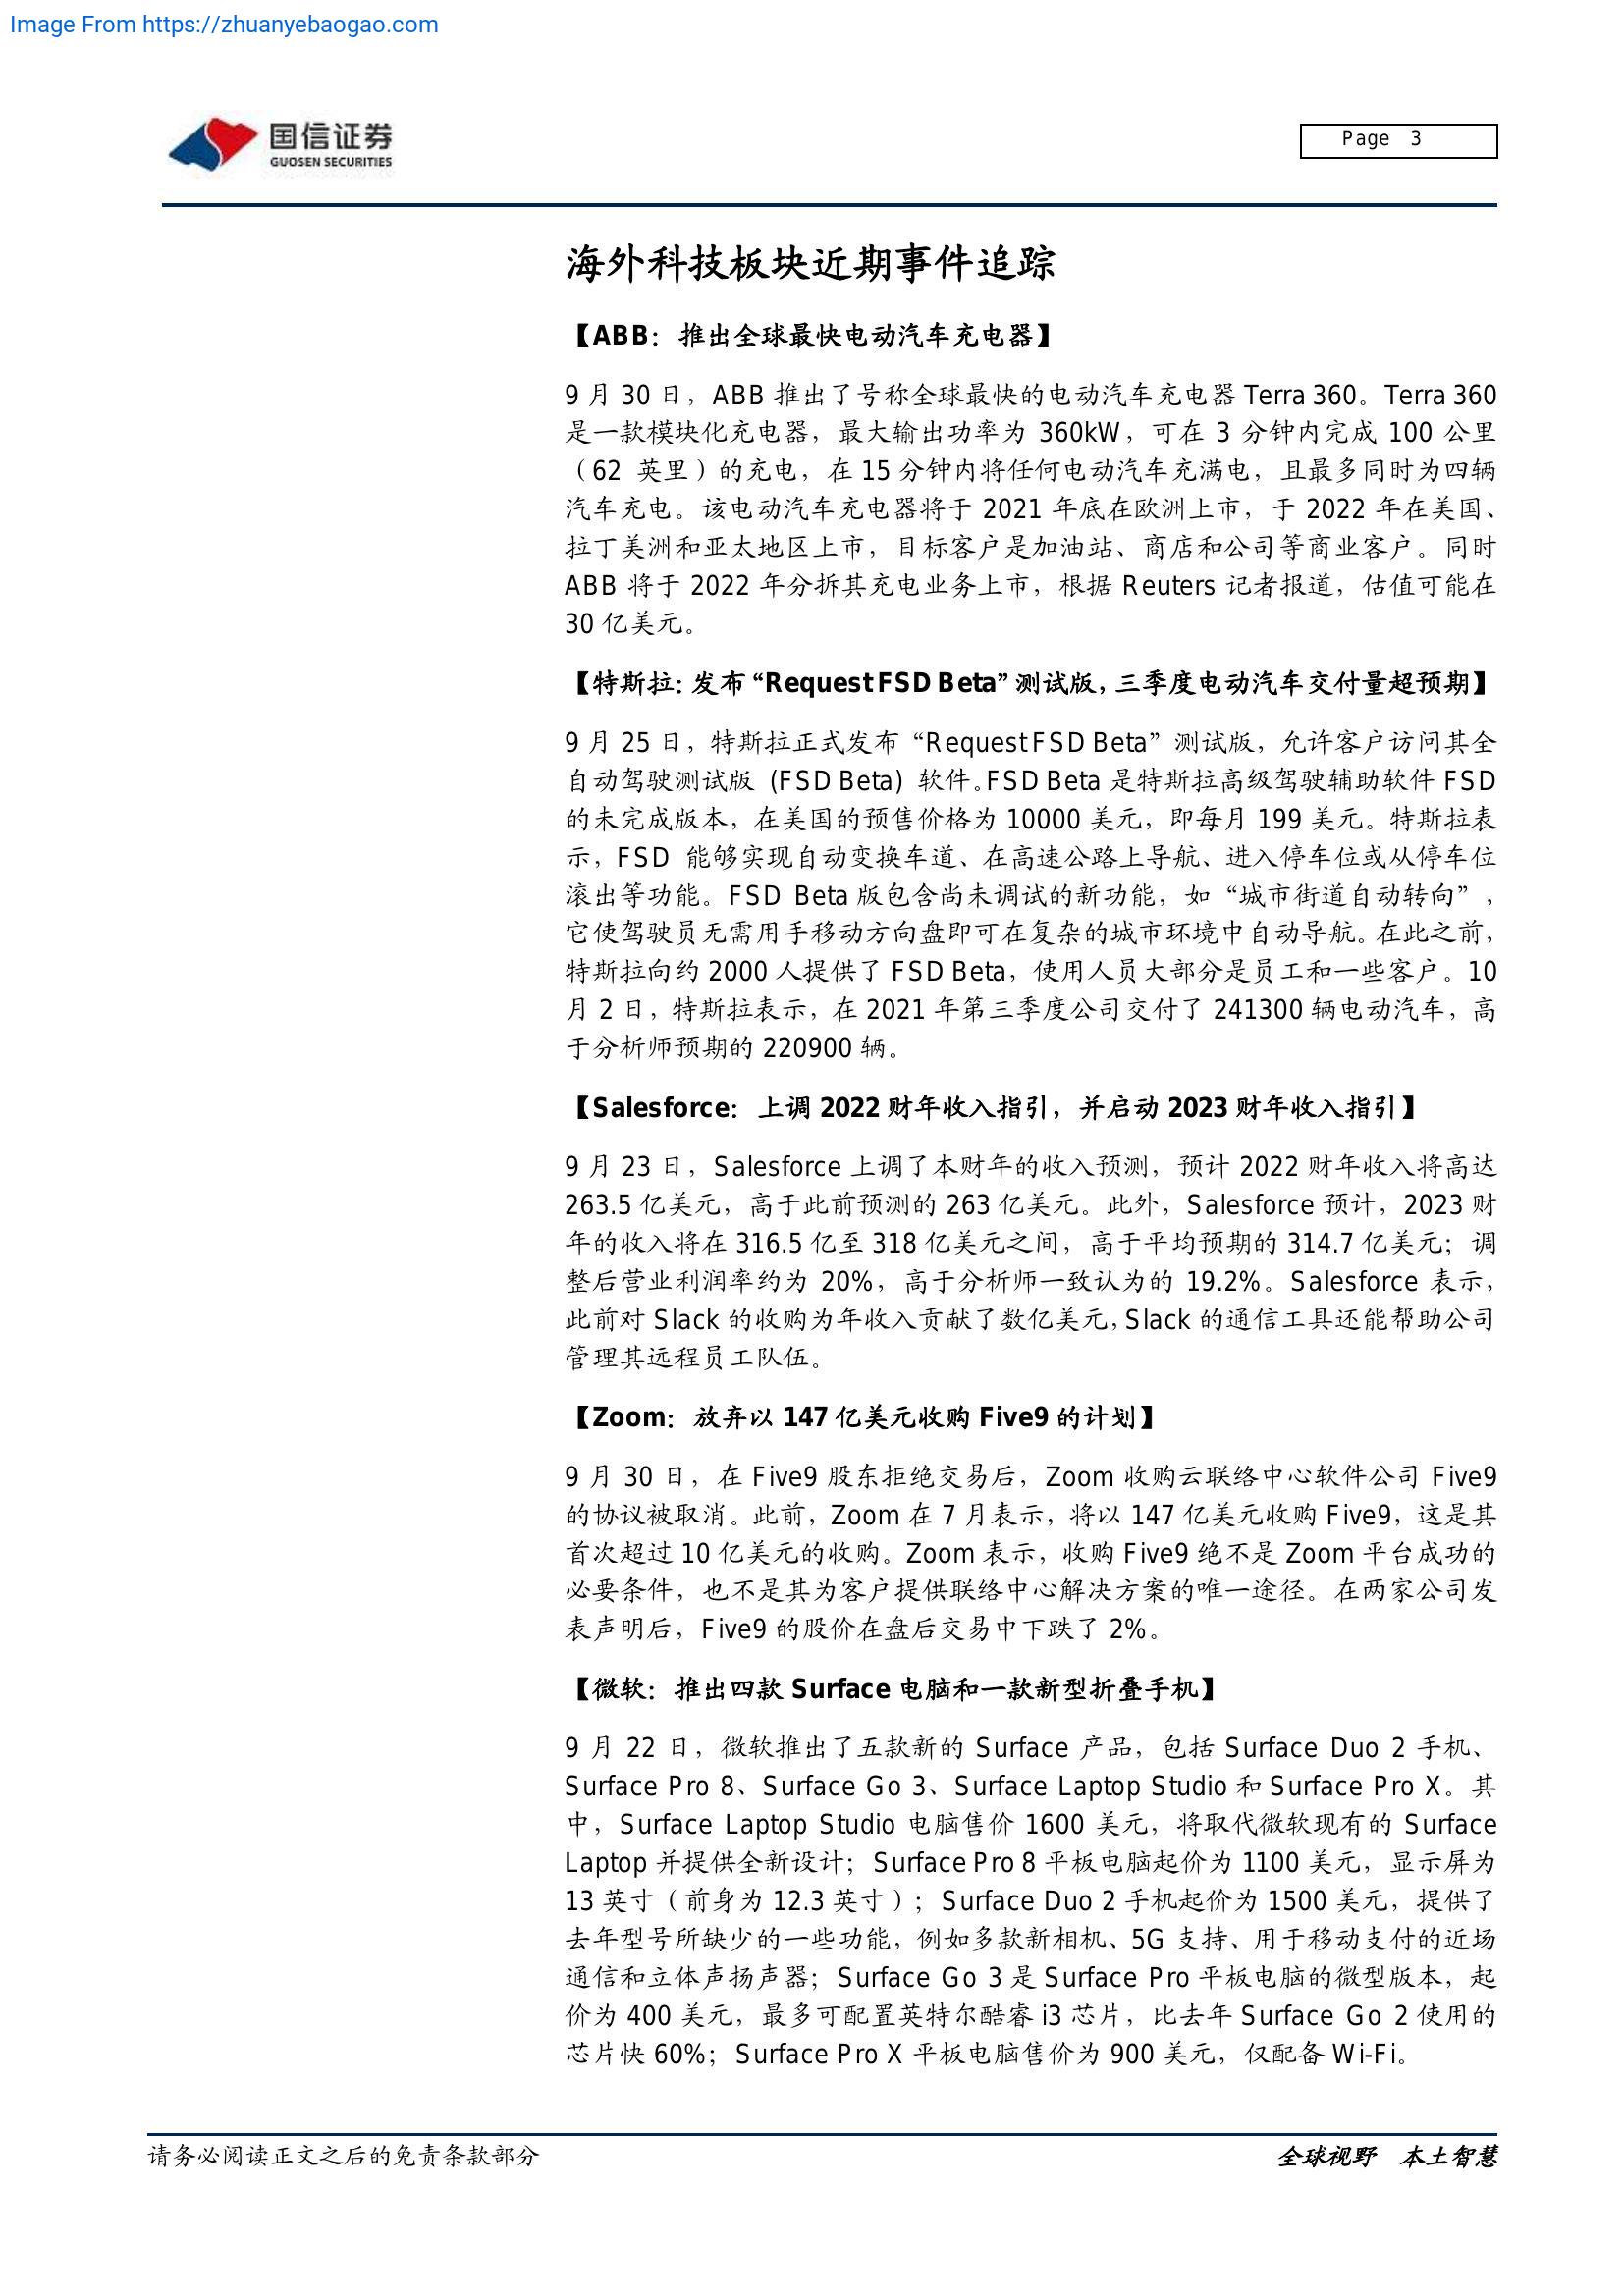 Image From https://zhuanyebaogao.com
国信证券
GUOSEN SECURITIES
Page 3
海外科技板块近期事件追踪
【ABB：推出全球最快电动汽车充电器】
9 月 30 日，ABB 推出了号称全球最快的电动汽车充电器 Terra 360。Terra 360
是一款模块化充电器，最大输出功率为 360kW，可在 3 分钟内完成 100 公里
（62 英里）的充电，在 15 分钟内将任何电动汽车充满电，且最多同时为四辆
汽车充电。该电动汽车充电器将于 2021 年底在欧洲上市，于 2022 年在美国、
拉丁美洲和亚太地区上市，目标客户是加油站、商店和公司等商业客户。同时
ABB 将于 2022 年分拆其充电业务上市，根据 Reuters 记者报道，估值可能在
30 亿美元。
【特斯拉：发布“Request FSD Beta”测试版，三季度电动汽车交付量超预期】
9 月 25 日，特斯拉正式发布“Request FSD Beta”测试版，允许客户访问其全
自动驾驶测试版 (FSD Beta) 软件。FSD Beta 是特斯拉高级驾驶辅助软件 FSD
的未完成版本，在美国的预售价格为 10000 美元，即每月 199 美元。特斯拉表
示，FSD 能够实现自动变换车道、在高速公路上导航、进入停车位或从停车位
滚出等功能。FSD Beta 版包含尚未调试的新功能，如“城市街道自动转向”，
它使驾驶员无需用手移动方向盘即可在复杂的城市环境中自动导航。在此之前，
特斯拉向约 2000 人提供了 FSD Beta，使用人员大部分是员工和一些客户。10
月 2 日，特斯拉表示，在 2021 年第三季度公司交付了 241300 辆电动汽车，高
于分析师预期的 220900 辆。
【Salesforce：上调 2022 财年收入指引，并启动 2023 财年收入指引】
9 月 23 日，Salesforce 上调了本财年的收入预测，预计 2022 财年收入将高达
263.5 亿美元，高于此前预测的 263 亿美元。此外，Salesforce 预计，2023 财
年的收入将在 316.5 亿至 318 亿美元之间，高于平均预期的 314.7 亿美元；调
整后营业利润率约为 20%，高于分析师一致认为的 19.2%。Salesforce 表示，
此前对 Slack 的收购为年收入贡献了数亿美元，Slack 的通信工具还能帮助公司
管理其远程员工队伍。
【Zoom：放弃以 147 亿美元收购 Five9 的计划】
9 月 30 日，在 Five9 股东拒绝交易后，Zoom 收购云联络中心软件公司 Five9
的协议被取消。此前，Zoom 在 7 月表示，将以 147 亿美元收购 Five9，这是其
首次超过 10 亿美元的收购。Zoom 表示，收购 Five9 绝不是 Zoom 平台成功的
必要条件，也不是其为客户提供联络中心解决方案的唯一途径。在两家公司发
表声明后，Five9 的股价在盘后交易中下跌了 2%。
【微软：推出四款 Surface 电脑和一款新型折叠手机】
9 月 22 日，微软推出了五款新的 Surface 产品，包括 Surface Duo 2 手机、
Surface Pro 8、Surface Go 3、Surface Laptop Studio 和 Surface Pro X。其
中，Surface Laptop Studio 电脑售价 1600 美元，将取代微软现有的 Surface
Laptop 并提供全新设计；Surface Pro 8 平板电脑起价为 1100 美元，显示屏为
13 英寸（前身为 12.3 英寸）；Surface Duo 2 手机起价为 1500 美元，提供了
去年型号所缺少的一些功能，例如多款新相机、5G 支持、用于移动支付的近场
通信和立体声扬声器；Surface Go 3 是 Surface Pro 平板电脑的微型版本，起
价为 400 美元，最多可配置英特尔酷睿 i3 芯片，比去年 Surface Go 2 使用的
芯片快 60%；Surface Pro X 平板电脑售价为 900 美元，仅配备 Wi-Fi。
请务必阅读正文之后的免责条款部分
全球视野 本土智慧